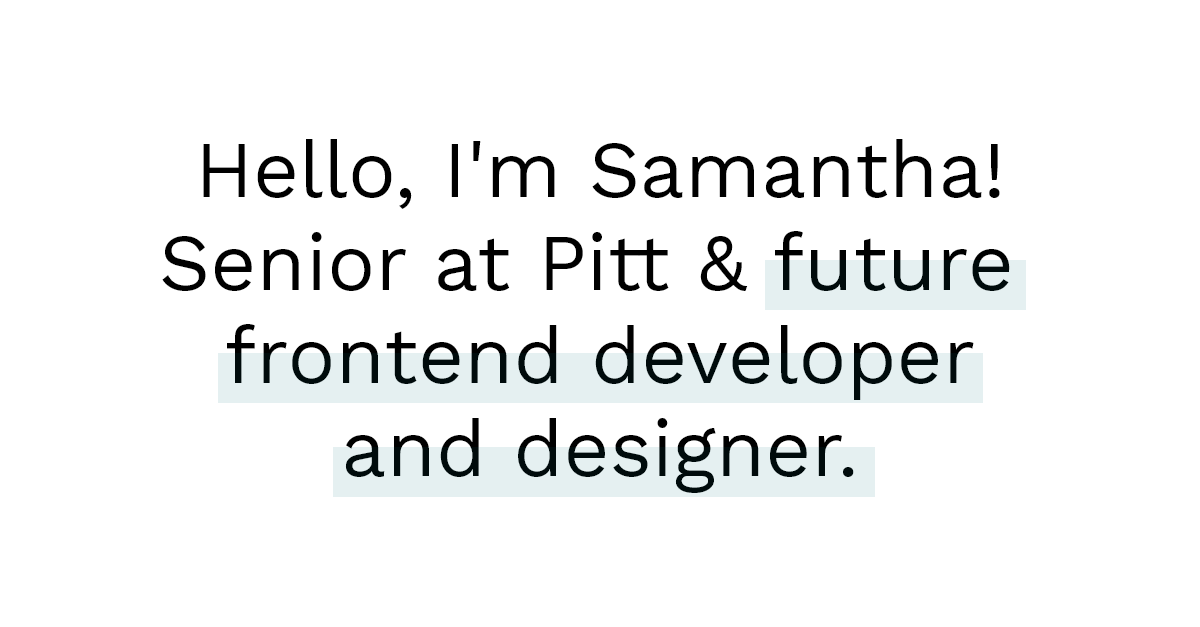 Hello, I'm Samantha!
Senior at Pitt & future
frontend developer
and designer.